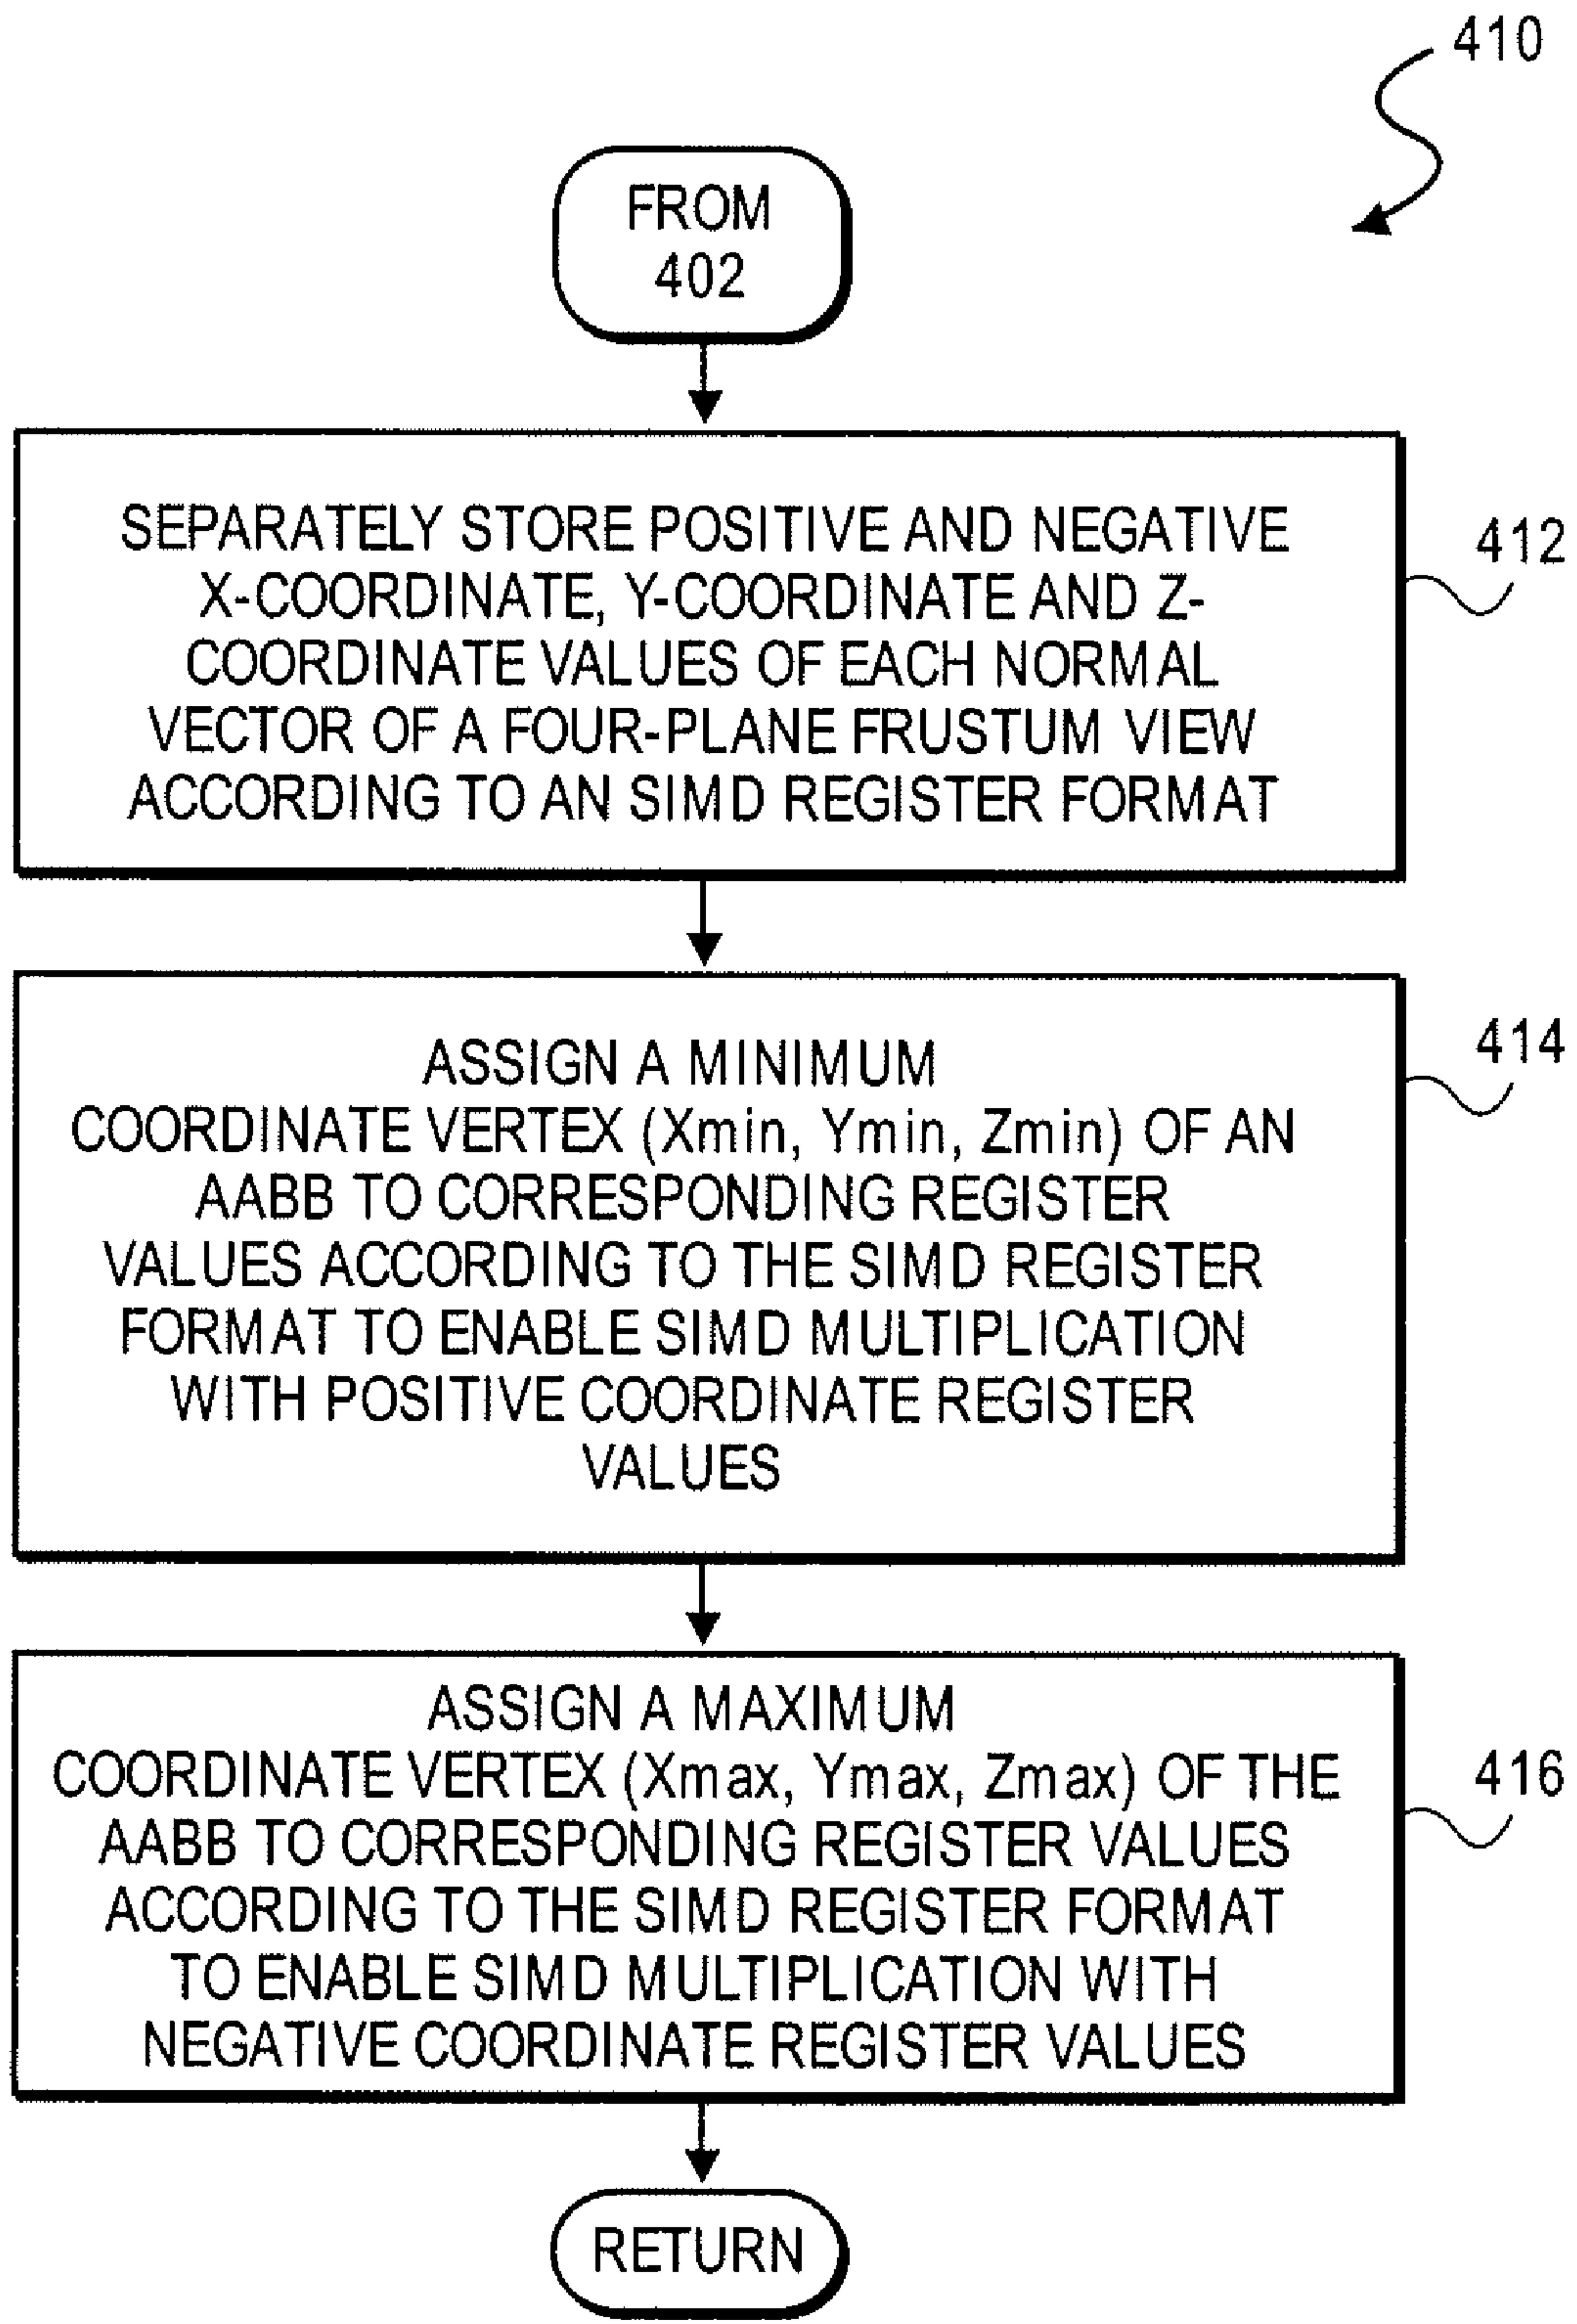 410
FROM
402
SEPARATELY STORE POSITIVE AND NEGATIVE
X-COORDINATE, Y-COORDINATE AND Z-
COORDINATE VALUES OF EACH NORMAL
VECTOR OF A FOUR-PLANE FRUSTUM VIEW
ACCORDING TO AN SIMD REGISTER FORMAT
412
ASSIGN A MINIMUM
COORDINATE VERTEX (Xmin, Ymin, Zmin) OF AN
AABB TO CORRESPONDING REGISTER
VALUES ACCORDING TO THE SIMD REGISTER
FORMAT TO ENABLE SIMD MULTIPLICATION
WITH POSITIVE COORDINATE REGISTER
VALUES
414
ASSIGN A MAXIMUM
COORDINATE VERTEX (Xmax, Ymax, Zmax) OF THE
AABB TO CORRESPONDING REGISTER VALUES
ACCORDING TO THE SIMD REGISTER FORMAT
TO ENABLE SIMD MULTIPLICATION WITH
NEGATIVE COORDINATE REGISTER VALUES
416
RETURN